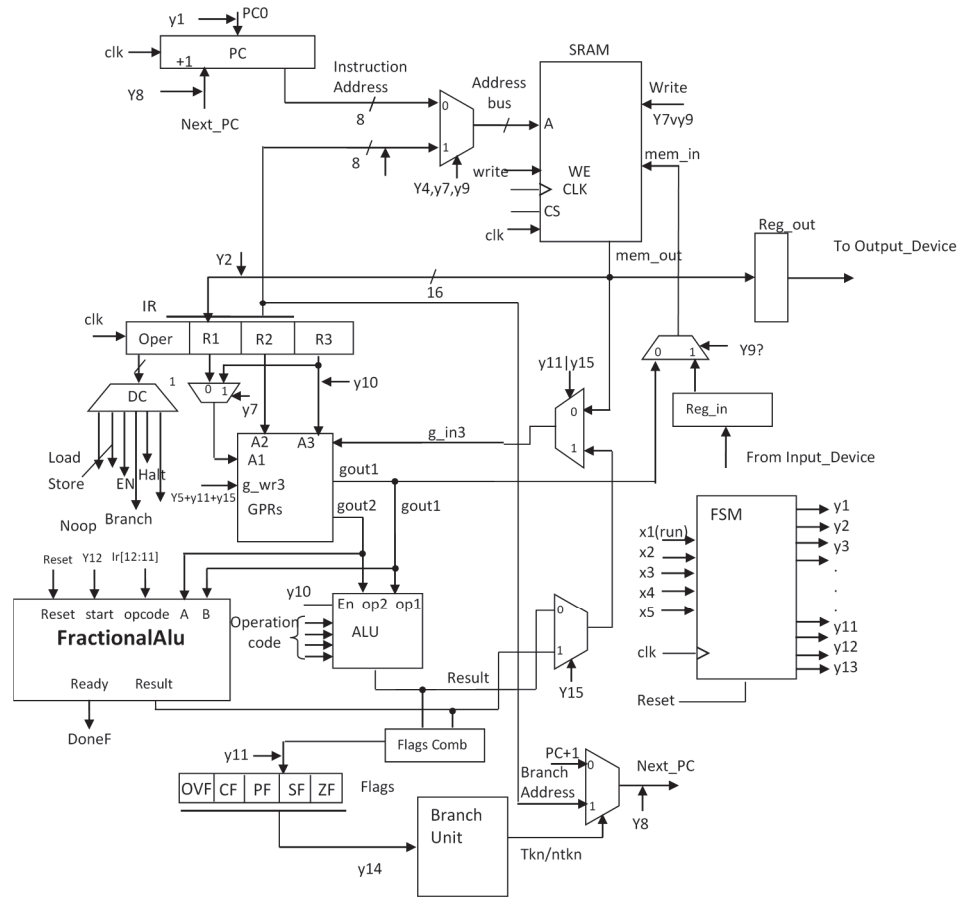 y1
PC0
clk
PC
+1
Y8
Next_PC
Instruction
Address
8
8
0
1
Y4,y7,y9
Address
bus
SRAM
A
write
WE
CLK
CS
clk
Write
Y7vy9
mem_in
mem_out
Reg_out
To Output_Device
Y2
16
IR
clk
Oper
R1
R2
R3
DC
1
0
1
y7
y10
y11|y15
0
1
Y9?
0
1
Reg_in
From Input_Device
Load
Store
EN
Halt
Noop
Branch
A2
A3
A1
g_wr3
GPRs
Y5+y11+y15
g_in3
gout1
gout2
gout1
FSM
x1(run)
x2
x3
x4
x5
clk
Reset
y1
y2
y3
.
.
.
y11
y12
y13
Reset
Y12
Ir[12:11]
Reset
start
opcode
A
B
FractionalAlu
Ready
Result
DoneF
y10
En
op2
op1
ALU
Operation
code
Result
0
1
Y15
Flags Comb
y11
OVF
CF
PF
SF
ZF
Flags
y14
Branch
Unit
Tkn/ntkn
PC+1
Branch
Address
0
1
Next_PC
Y8